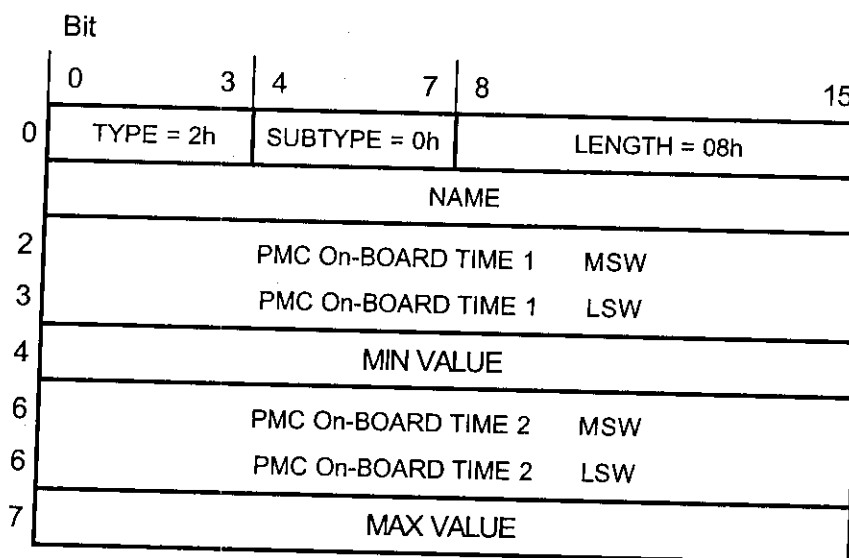 Bit
0 3 4 7 8 15
0 TYPE = 2h SUBTYPE = 0h LENGTH = 08h
NAME
2 PMC On-BOARD TIME 1 MSW
3 PMC On-BOARD TIME 1 LSW
4 MIN VALUE
6 PMC On-BOARD TIME 2 MSW
6 PMC On-BOARD TIME 2 LSW
7 MAX VALUE